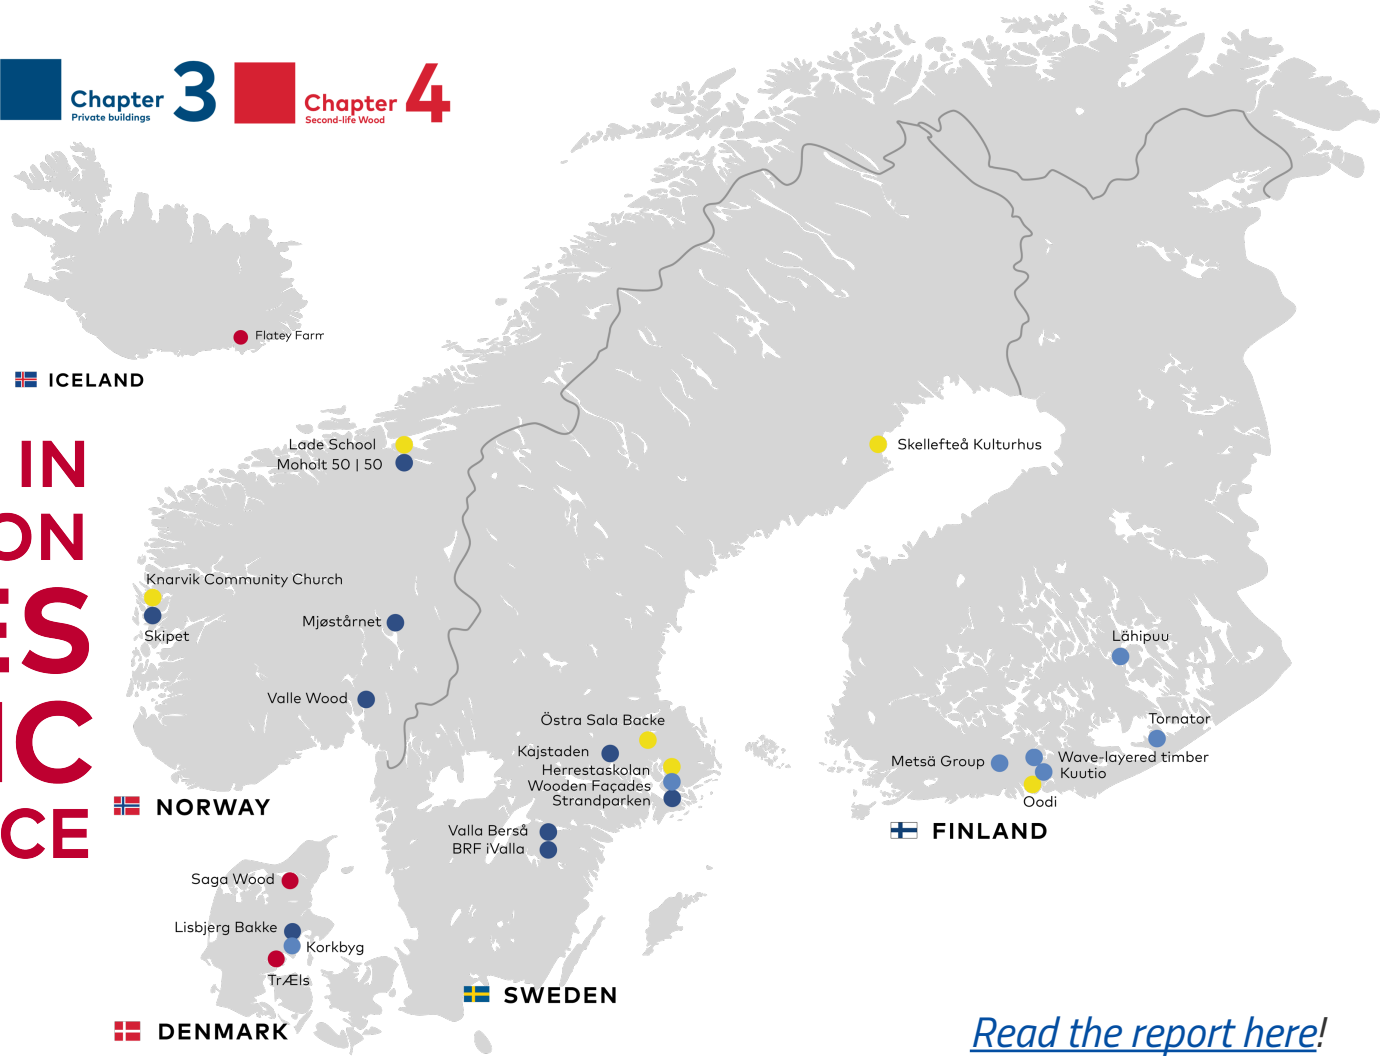 Chapter 3
Private buildings
Chapter 4
Second-life Wood
Flatey Farm
ICELAND
IN
ON
ES
IC
CE
Lade School
Moholt 50 | 50
Skellefteå Kulturhus
Knarvik Community Church
Skipet
Mjøstårnet
Valle Wood
Lähipuu
Östra Sala Backe
Kajstaden
Herrestaskolan
Wooden Façades
Strandparken
Tornator
Metsä Group
Wave-layered timber
Kuutio
Oodi
NORWAY
FINLAND
Valla Berså
BRF iValla
Saga Wood
Lisbjerg Bakke
Korkbyg
TrÆls
SWEDEN
DENMARK
Read the report here!